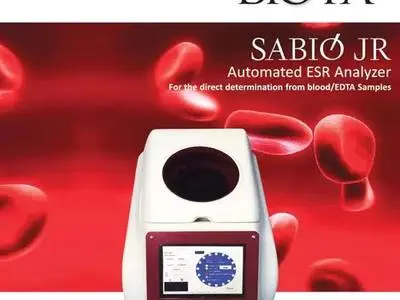 SABIO JR
Automated ESR Analyzer
For the direct determination from blood/EDTA Samples